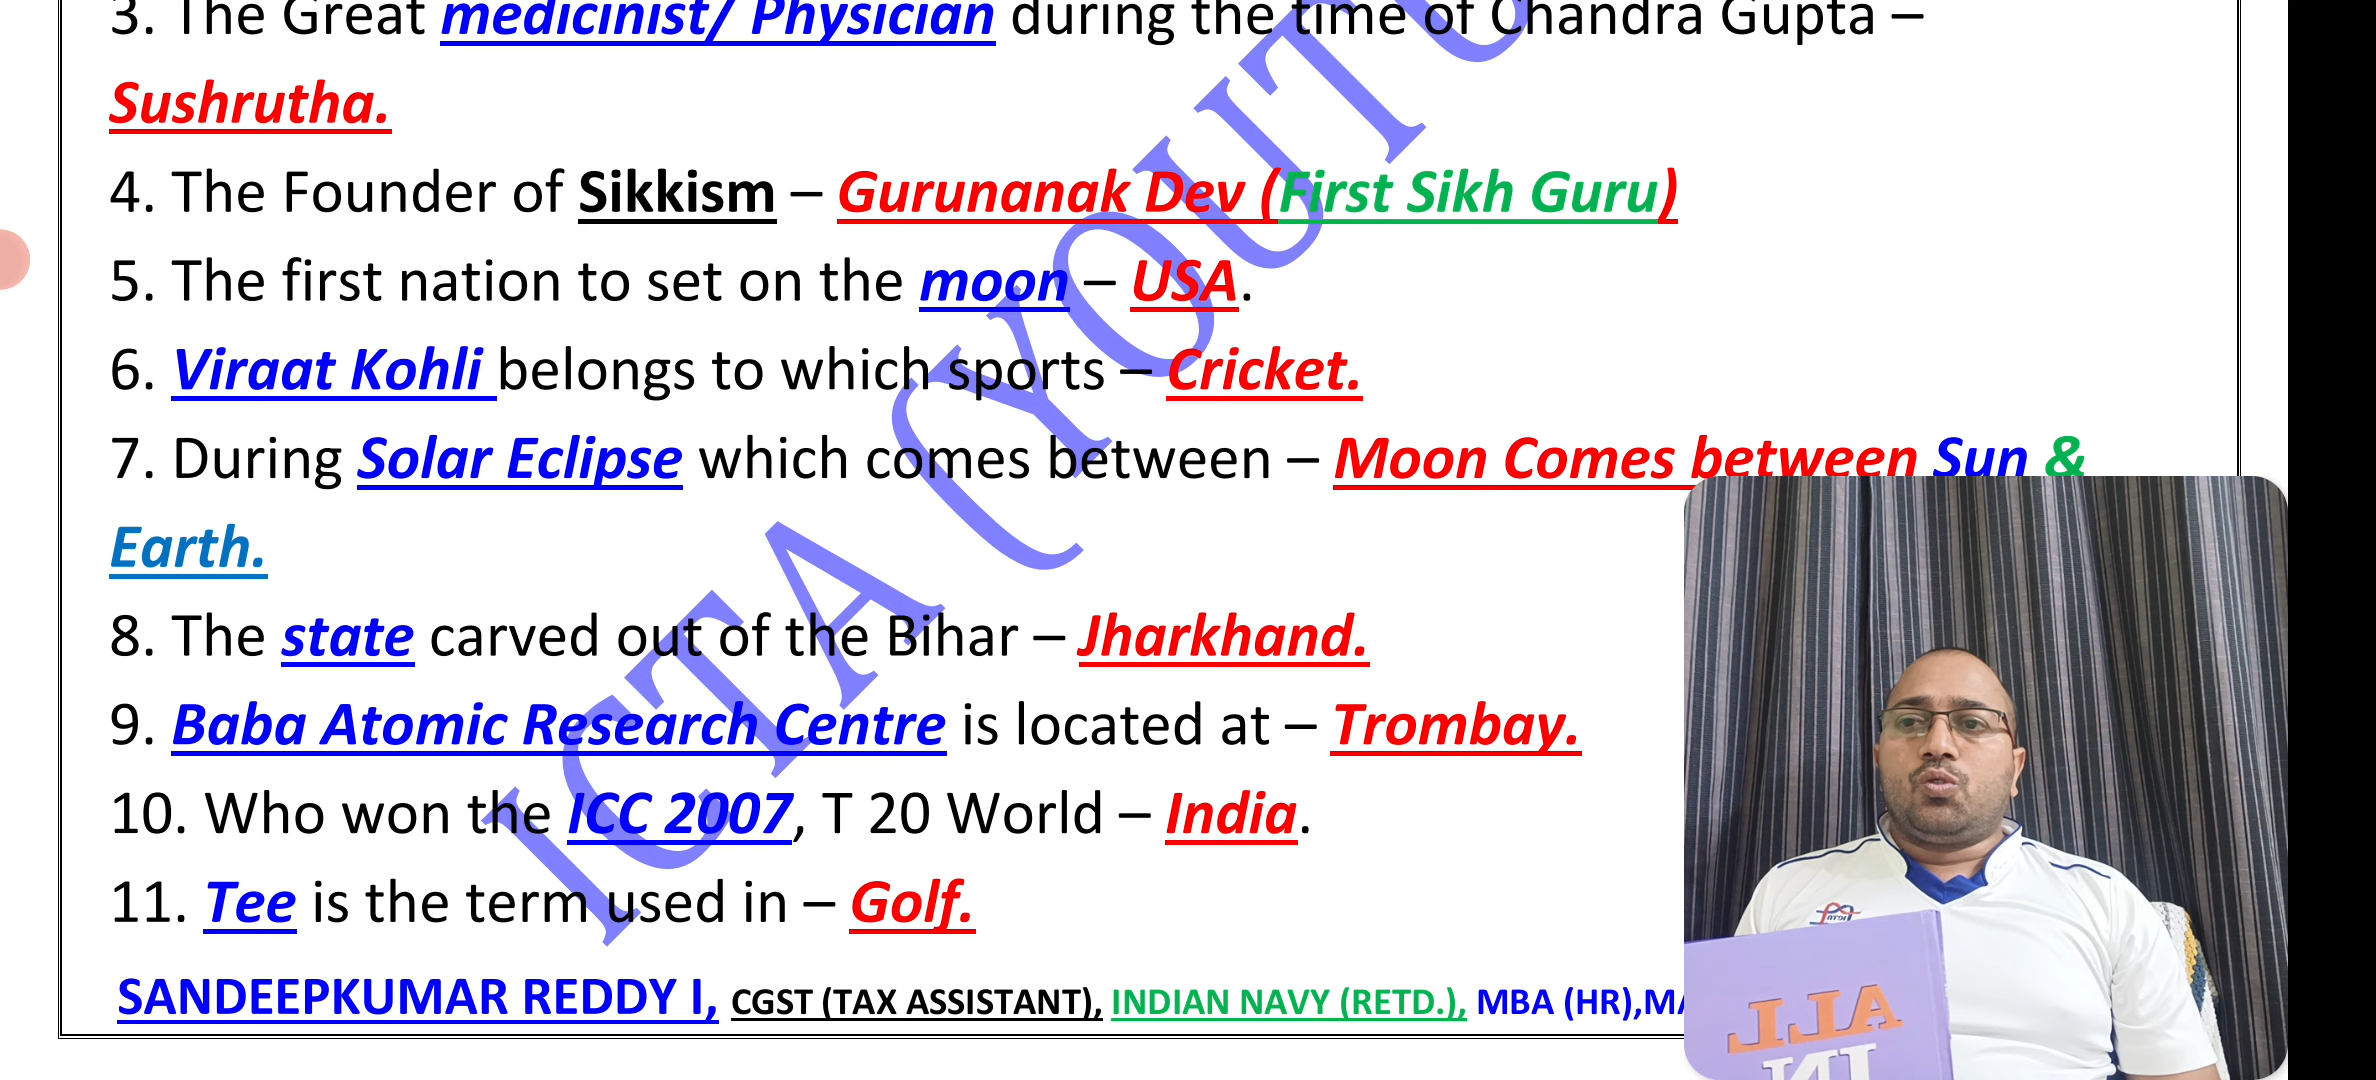 3. The Great medicinist/ Physician during the time of Chandra Gupta –
Sushrutha.
4. The Founder of Sikkism – Gurunanak Dev (First Sikh Guru)
5. The first nation to set on the moon – USA.
6. Viraat Kohli belongs to which sports – Cricket.
7. During Solar Eclipse which comes between – Moon Comes between Sun &
Earth.
8. The state carved out of the Bihar – Jharkhand.
9. Baba Atomic Research Centre is located at – Trombay.
10. Who won the ICC 2007, T 20 World – India.
11. Tee is the term used in – Golf.
SANDEEPKUMAR REDDY I, CGST (TAX ASSISTANT), INDIAN NAVY (RETD.), MBA (HR),
ICTA (YOUT
ALL
IN